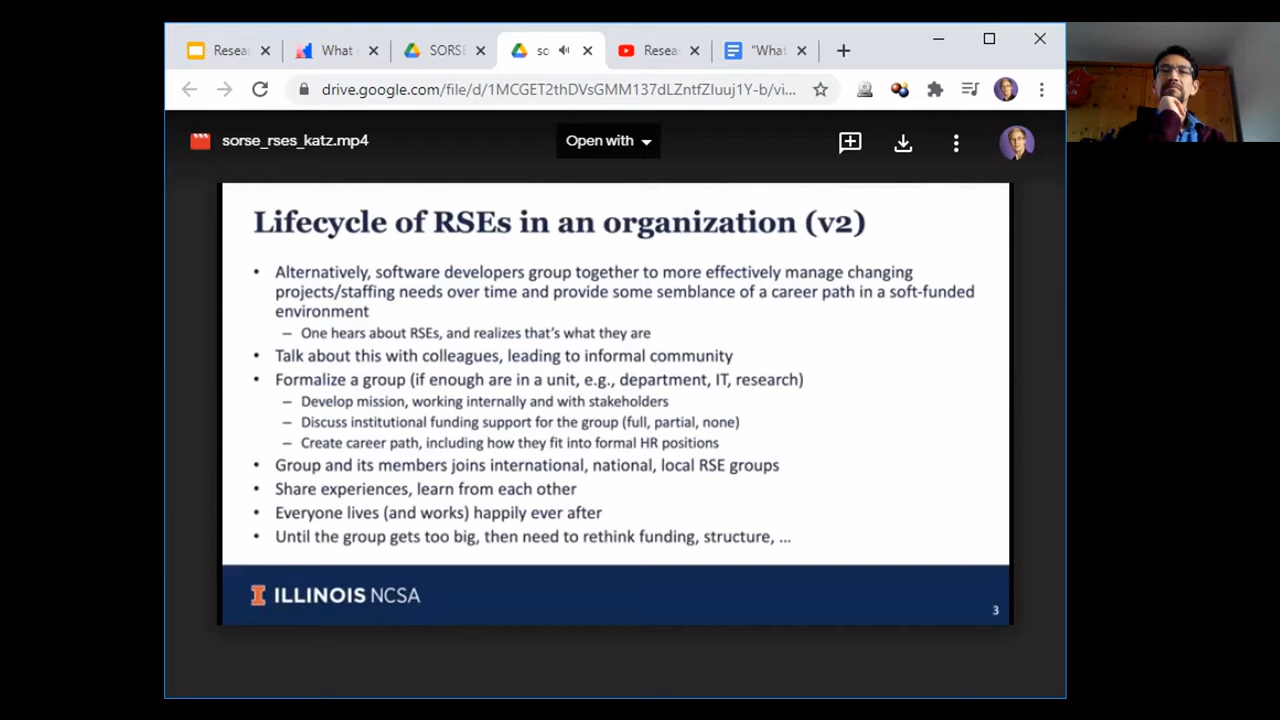 Resea
What
SORSE
so
Resea
"What
drive.google.com/file/d/1MCGET2thDVsGMM137dLZntfZIuuj1Y-b/vi...
sorse_rses_katz.mp4
Open with
Lifecycle of RSEs in an organization (v2)
• Alternatively, software developers group together to more effectively manage changing
projects/staffing needs over time and provide some semblance of a career path in a soft-funded
environment
– One hears about RSEs, and realizes that's what they are
• Talk about this with colleagues, leading to informal community
• Formalize a group (if enough are in a unit, e.g., department, IT, research)
– Develop mission, working internally and with stakeholders
– Discuss institutional funding support for the group (full, partial, none)
– Create career path, including how they fit into formal HR positions
• Group and its members joins international, national, local RSE groups
• Share experiences, learn from each other
• Everyone lives (and works) happily ever after
• Until the group gets too big, then need to rethink funding, structure, ...
I ILLINOIS NCSA
3